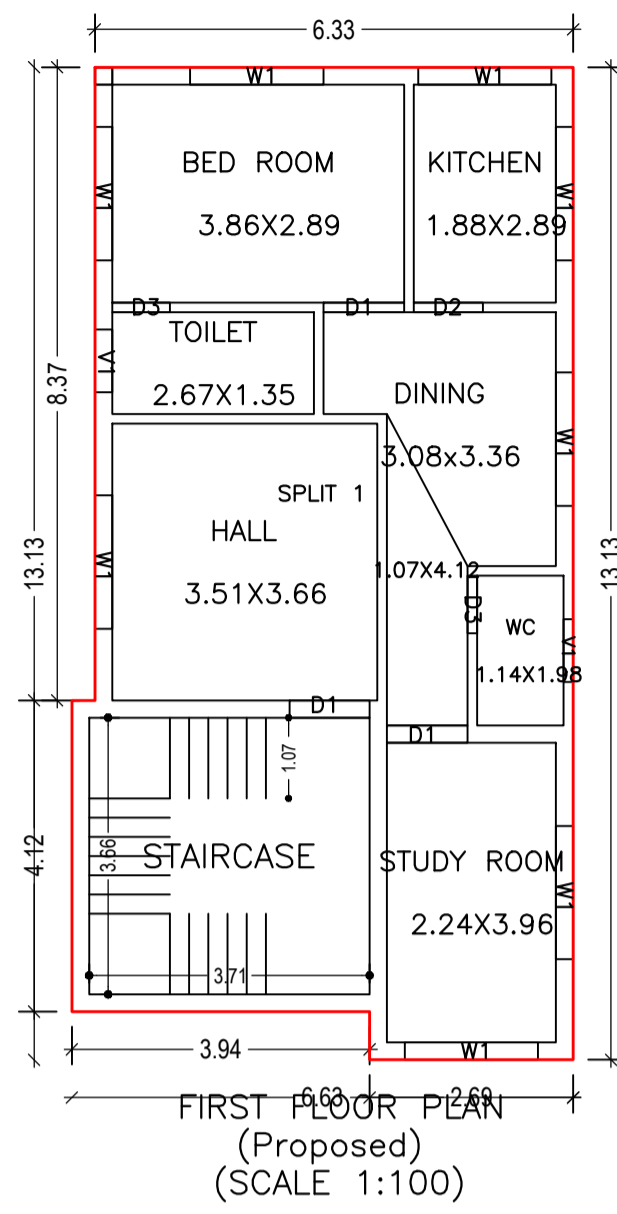 6.33
W1
W1
BED ROOM
KITCHEN
W1
W1
3.86X2.89
1.88X2.89
D3
D1
D2
TOILET
V1
8.37
2.67X1.35
DINING
W1
3.08x3.36
SPLIT 1
HALL
13.13
13.13
W1
1.07X4.12
3.51X3.66
D3
WC
V1
1.14X1.98
D1
D1
1.07
4.12
3.66
STAIRCASE
STUDY ROOM
W1
2.24X3.96
3.71
3.94
W1
6.63
2.69
FIRST FLOOR PLAN
(Proposed)
(SCALE 1:100)